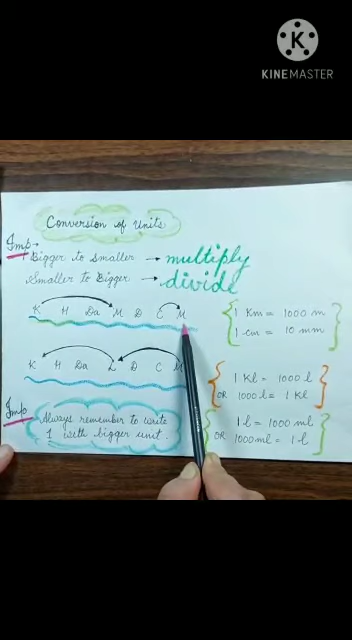 K
KINEMASTER
Conversion of Units
Imp→
Bigger to Smaller → multiply
Smaller to Bigger → divide
K H Da M D C M
1 Km = 1000 m
1 cm = 10 mm
K H Da L D C
1 Kl = 1000 l
OR 1000 l = 1 Kl
Imp
Always remember to write
1 with bigger unit.
1 l = 1000 ml
OR 1000 ml = 1 l